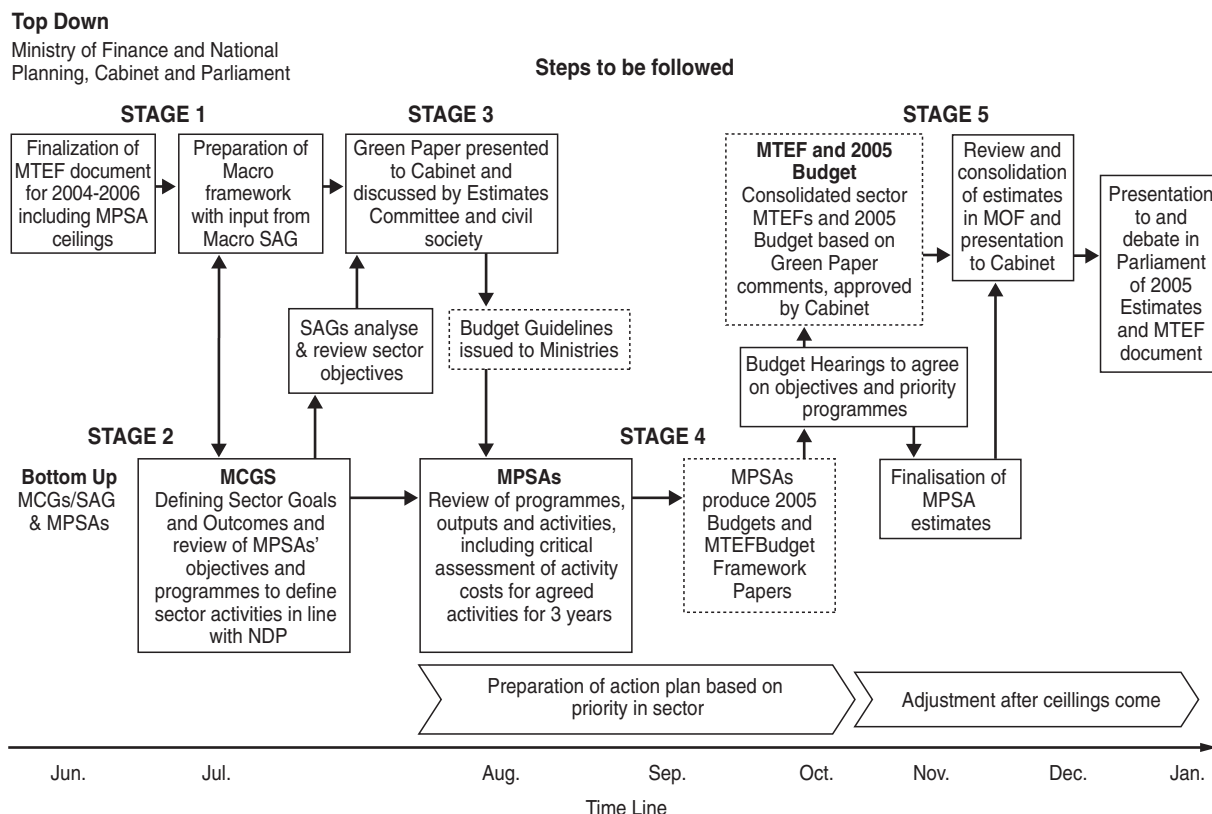 Top Down
Ministry of Finance and National
Planning, Cabinet and Parliament
Steps to be followed
STAGE 1
Finalization of
MTEF document
for 2004-2006
including MPSA
ceilings
Preparation of
Macro
framework
with input from
Macro SAG
STAGE 3
Green Paper presented
to Cabinet and
discussed by Estimates
Committee and civil
society
STAGE 5
MTEF and 2005
Budget
Consolidated sector
MTEFs and 2005
Budget based on
Green Paper
comments, approved
by Cabinet
Review and
consolidation
of estimates
in MOF and
presentation
to Cabinet
Presentation
to and
debate in
Parliament
of 2005
Estimates
and MTEF
document
SAGs analyse
& review sector
objectives
Budget Guidelines
issued to Ministries
Budget Hearings to agree
on objectives and priority
programmes
STAGE 2
Bottom Up
MCGs/SAG
& MPSAs
MCGS
Defining Sector Goals
and Outcomes and
review of MPSAs'
objectives and
programmes to define
sector activities in line
with NDP
MPSAs
Review of programmes,
outputs and activities,
including critical
assessment of activity
costs for agreed
activities for 3 years
STAGE 4
MPSAs
produce 2005
Budgets and
MTEFBudget
Framework
Papers
Finalisation of
MPSA
estimates
Preparation of action plan based on
priority in sector
Adjustment after ceillings come
Jun.
Jul.
Aug.
Sep.
Oct.
Nov.
Dec.
Jan.
Time Line